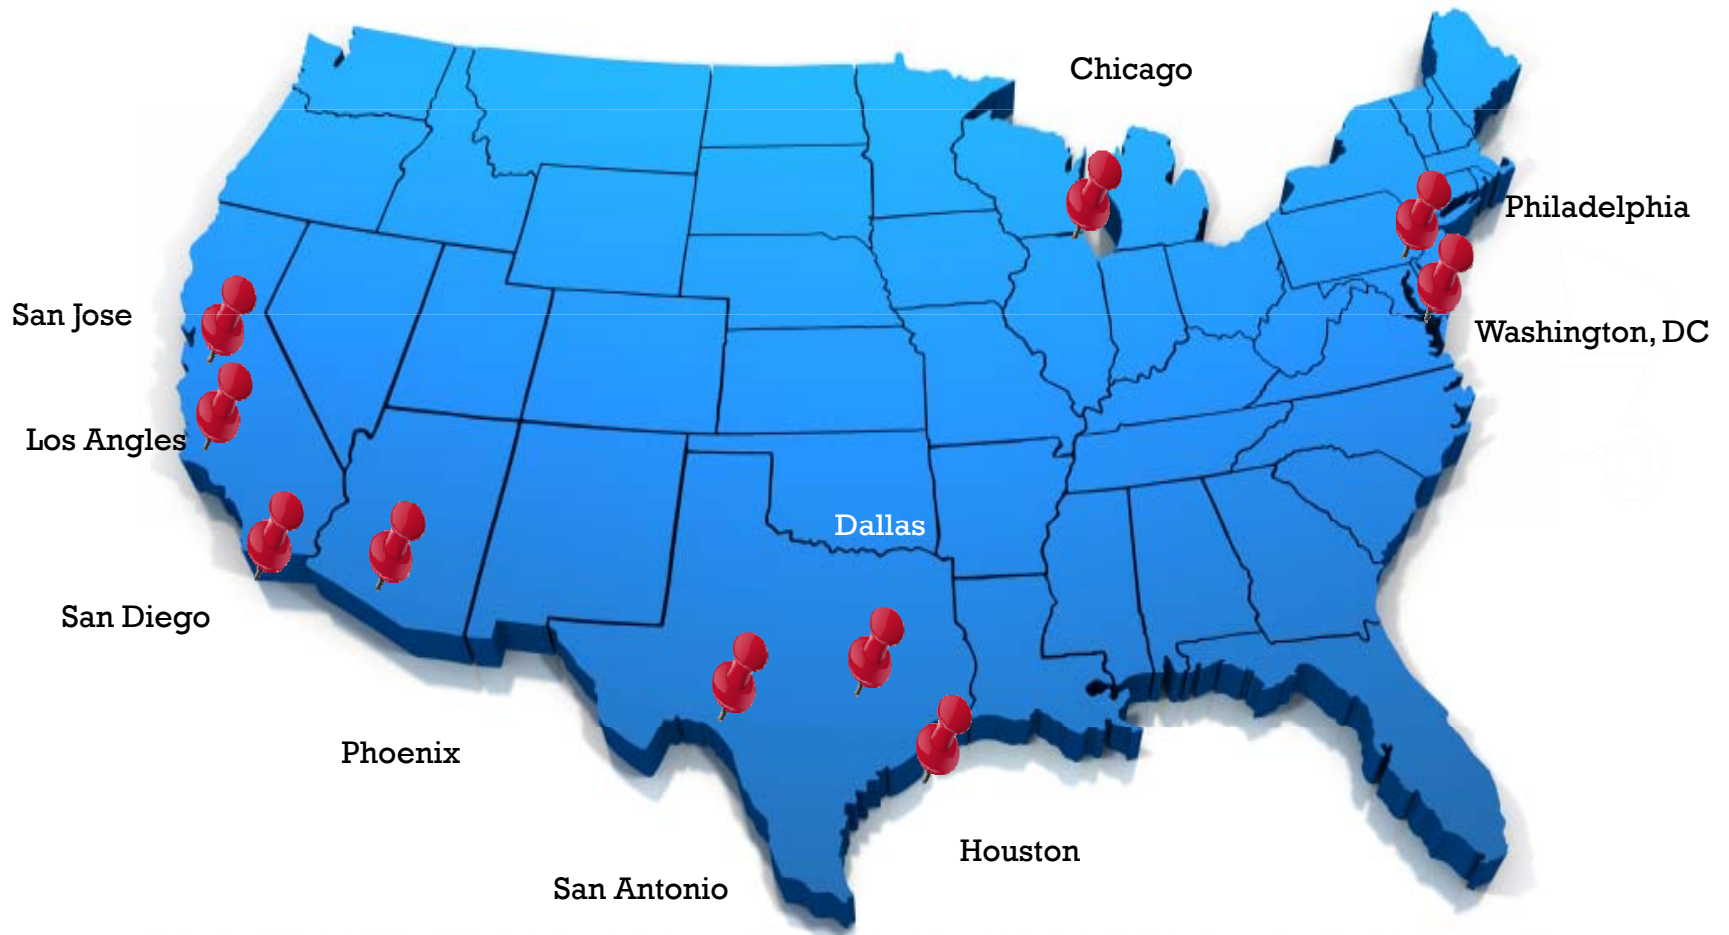 Chicago
Philadelphia
San Jose
Washington, DC
Los Angles
Dallas
San Diego
Phoenix
Houston
San Antonio